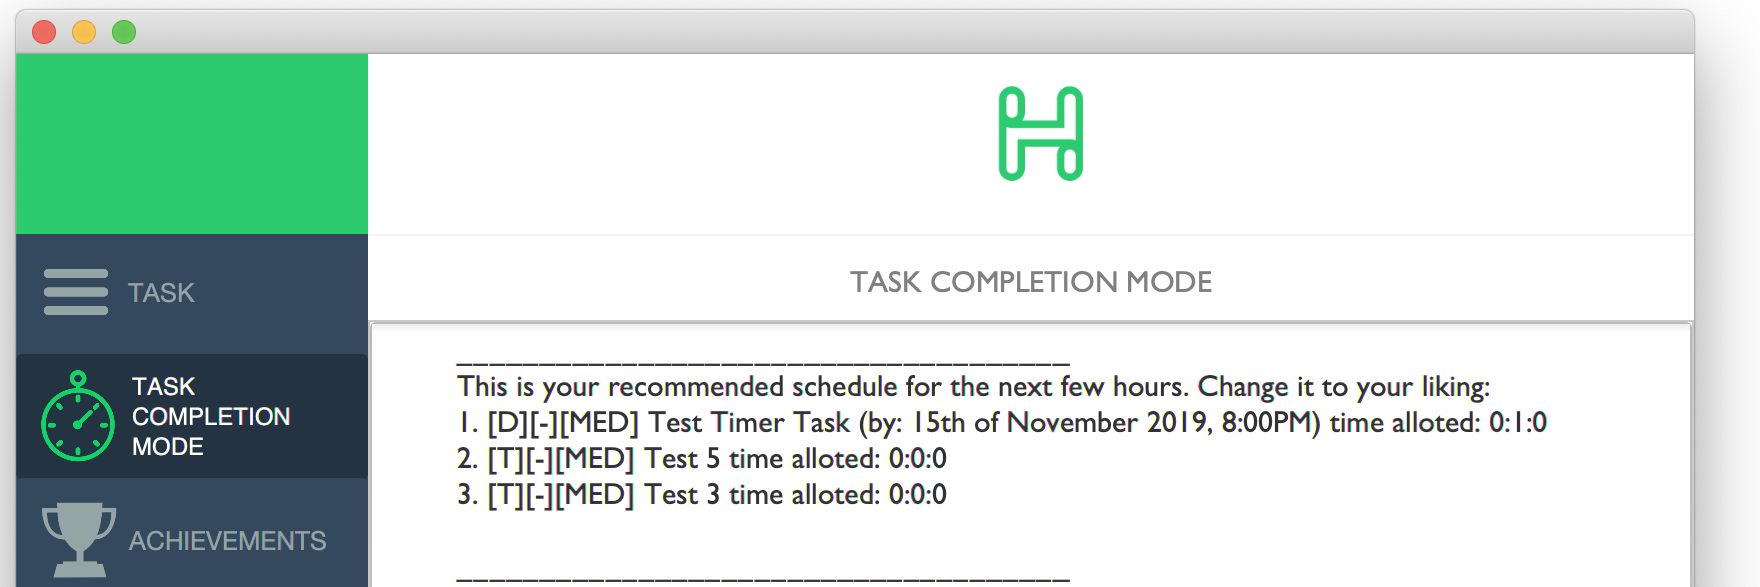 TASK
TASK
COMPLETION
MODE
ACHIEVEMENTS
TASK COMPLETION MODE
_____________________________________
This is your recommended schedule for the next few hours. Change it to your liking:
1. [D][-][MED] Test Timer Task (by: 15th of November 2019, 8:00PM) time alloted: 0:1:0
2. [T][-][MED] Test 5 time alloted: 0:0:0
3. [T][-][MED] Test 3 time alloted: 0:0:0
_____________________________________